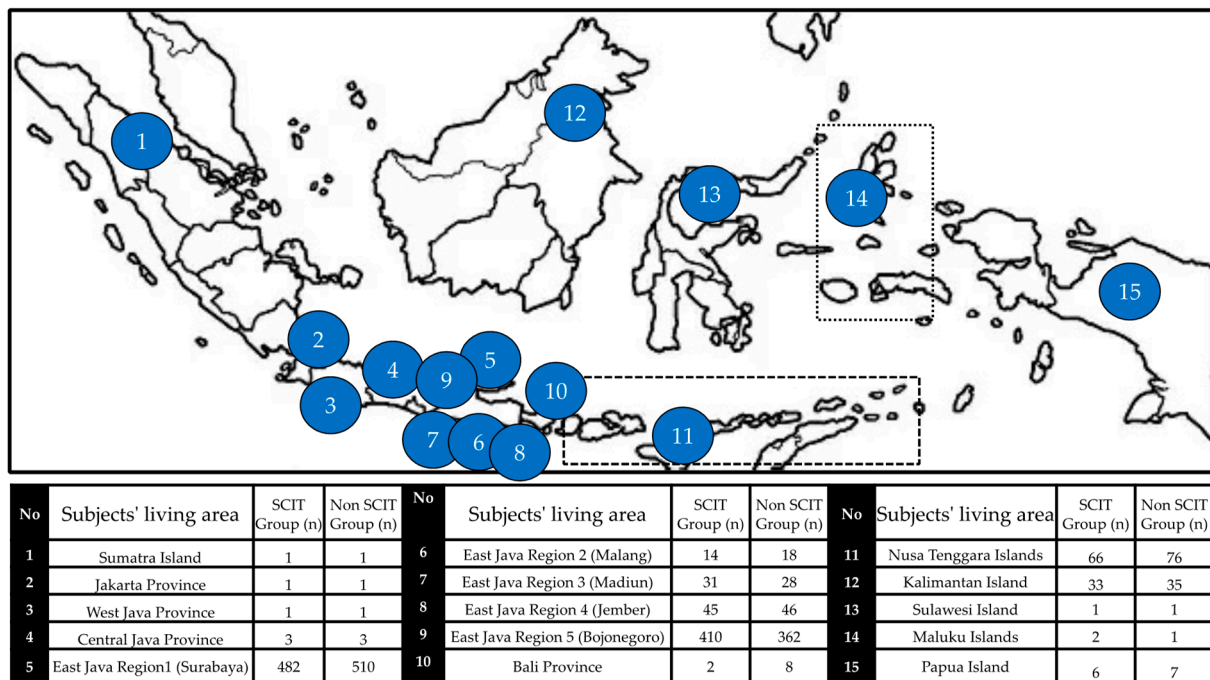 1
12
13
14
15
2
4
5
9
3
10
7
6
8
11
No Subjects' living area SCIT Group (n) Non SCIT Group (n) No Subjects' living area SCIT Group (n) Non SCIT Group (n) No Subjects' living area SCIT Group (n) Non SCIT Group (n)
1 Sumatra Island 1 1 6 East Java Region 2 (Malang) 14 18 11 Nusa Tenggara Islands 66 76
2 Jakarta Province 1 1 7 East Java Region 3 (Madiun) 31 28 12 Kalimantan Island 33 35
3 West Java Province 1 1 8 East Java Region 4 (Jember) 45 46 13 Sulawesi Island 1 1
4 Central Java Province 3 3 9 East Java Region 5 (Bojonegoro) 410 362 14 Maluku Islands 2 1
5 East Java Region1 (Surabaya) 482 510 10 Bali Province 2 8 15 Papua Island 6 7